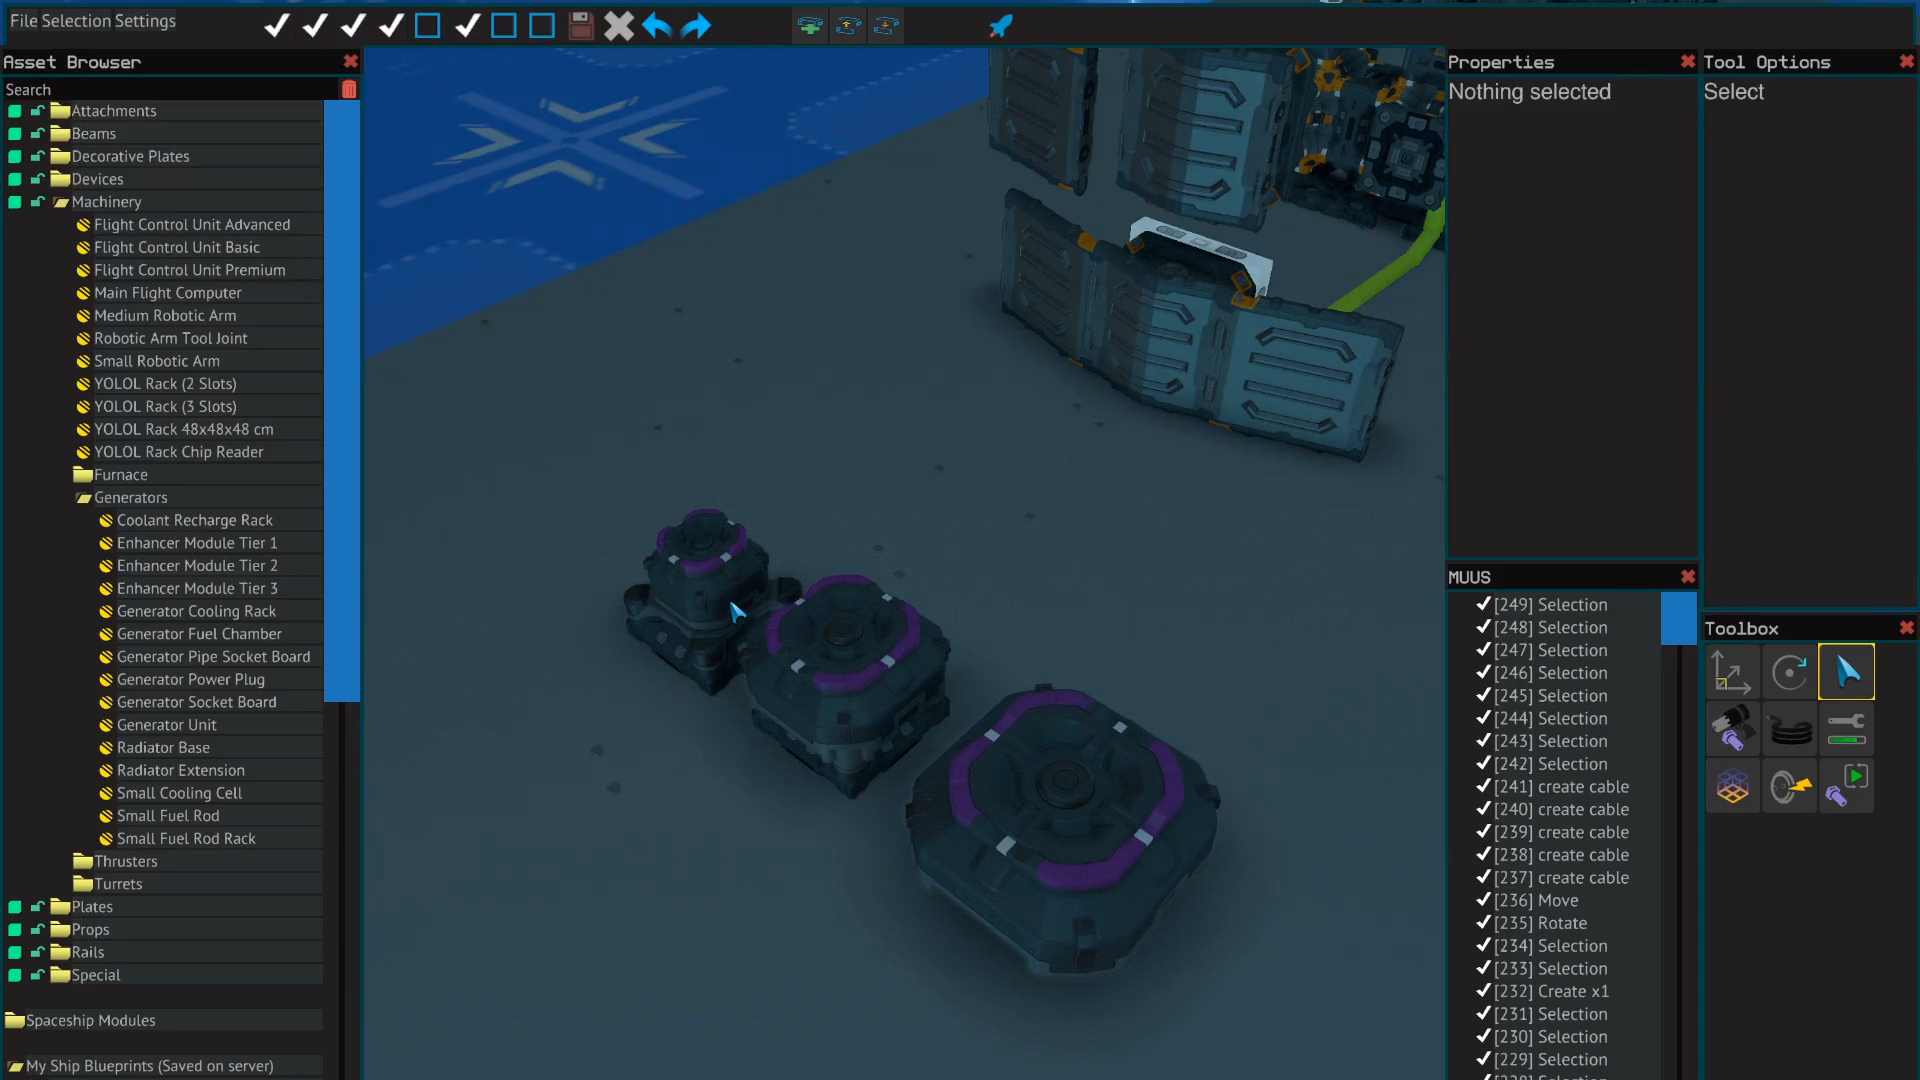 File Selection Settings
Asset Browser
Search
Attachments
Beams
Decorative Plates
Devices
Machinery
Flight Control Unit Advanced
Flight Control Unit Basic
Flight Control Unit Premium
Main Flight Computer
Medium Robotic Arm
Robotic Arm Tool Joint
Small Robotic Arm
YOLOL Rack (2 Slots)
YOLOL Rack (3 Slots)
YOLOL Rack 48x48x48 cm
YOLOL Rack Chip Reader
Furnace
Generators
Coolant Recharge Rack
Enhancer Module Tier 1
Enhancer Module Tier 2
Enhancer Module Tier 3
Generator Cooling Rack
Generator Fuel Chamber
Generator Pipe Socket Board
Generator Power Plug
Generator Socket Board
Generator Unit
Radiator Base
Radiator Extension
Small Cooling Cell
Small Fuel Rod
Small Fuel Rod Rack
Thrusters
Turrets
Plates
Props
Rails
Special
Spaceship Modules
My Ship Blueprints (Saved on server)
Properties
Nothing selected
Tool Options
Select
MUUS
[249] Selection
[248] Selection
[247] Selection
[246] Selection
[245] Selection
[244] Selection
[243] Selection
[242] Selection
[241] create cable
[240] create cable
[239] create cable
[238] create cable
[237] create cable
[236] Move
[235] Rotate
[234] Selection
[233] Selection
[232] Create x1
[231] Selection
[230] Selection
[229] Selection
Toolbox